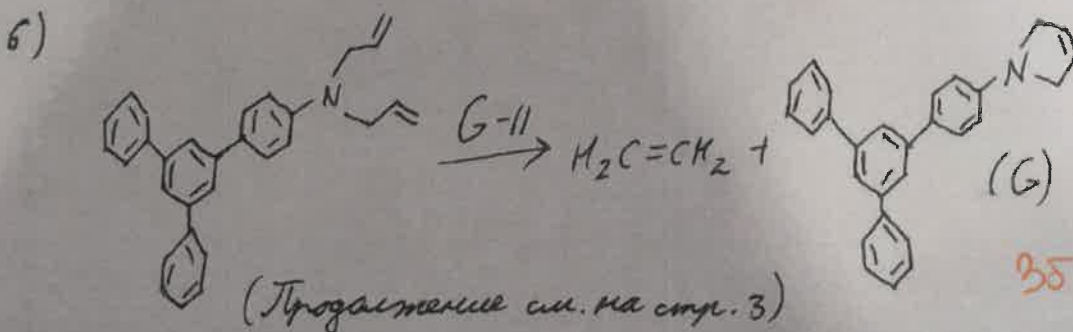 б)
N
G-II
H₂C=CH₂ +
N
(G)
3б
(Продолжение см. на стр. 3)